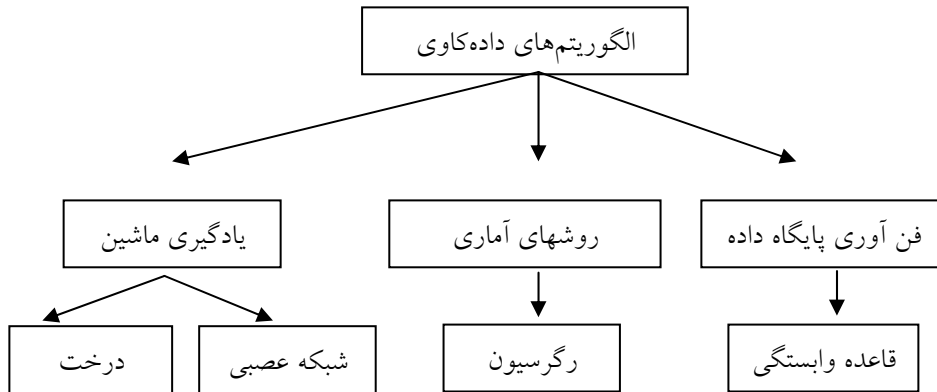 الگوریتم‌های داده‌کاوی
فن آوری پایگاه داده
روشهای آماری
یادگیری ماشین
قاعده وابستگی
رگرسیون
شبکه عصبی
درخت